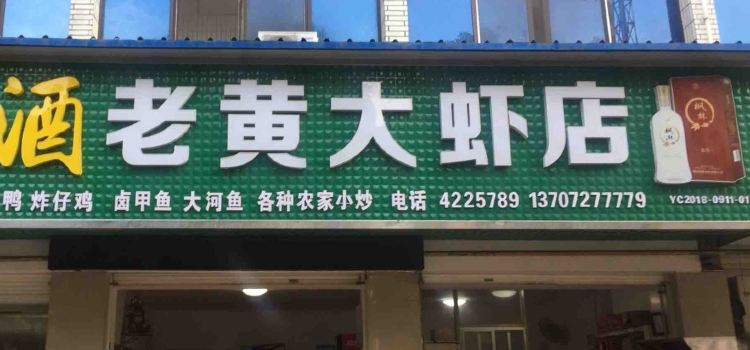 酒 老黄大虾店
鸭 炸仔鸡 卤甲鱼 大河鱼 各种农家小炒 电话 4225789 13707277779
YC2018-0911-01